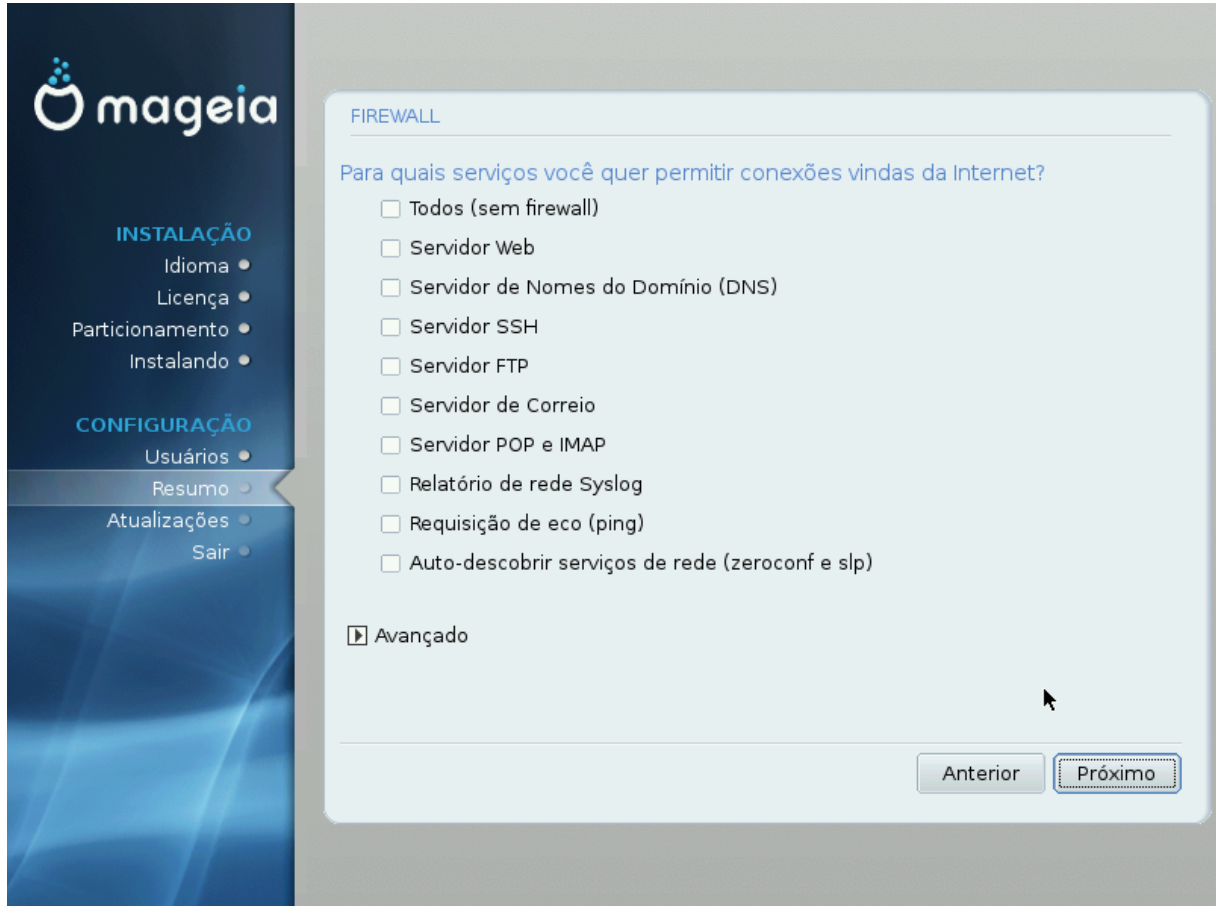 mageia
INSTALAÇÃO
Idioma
Licença
Particionamento
Instalando
CONFIGURAÇÃO
Usuários
Resumo
Atualizações
Sair
FIREWALL
Para quais serviços você quer permitir conexões vindas da Internet?
Todos (sem firewall)
Servidor Web
Servidor de Nomes do Domínio (DNS)
Servidor SSH
Servidor FTP
Servidor de Correio
Servidor POP e IMAP
Relatório de rede Syslog
Requisição de eco (ping)
Auto-descobrir serviços de rede (zeroconf e slp)
Avançado
Anterior
Próximo